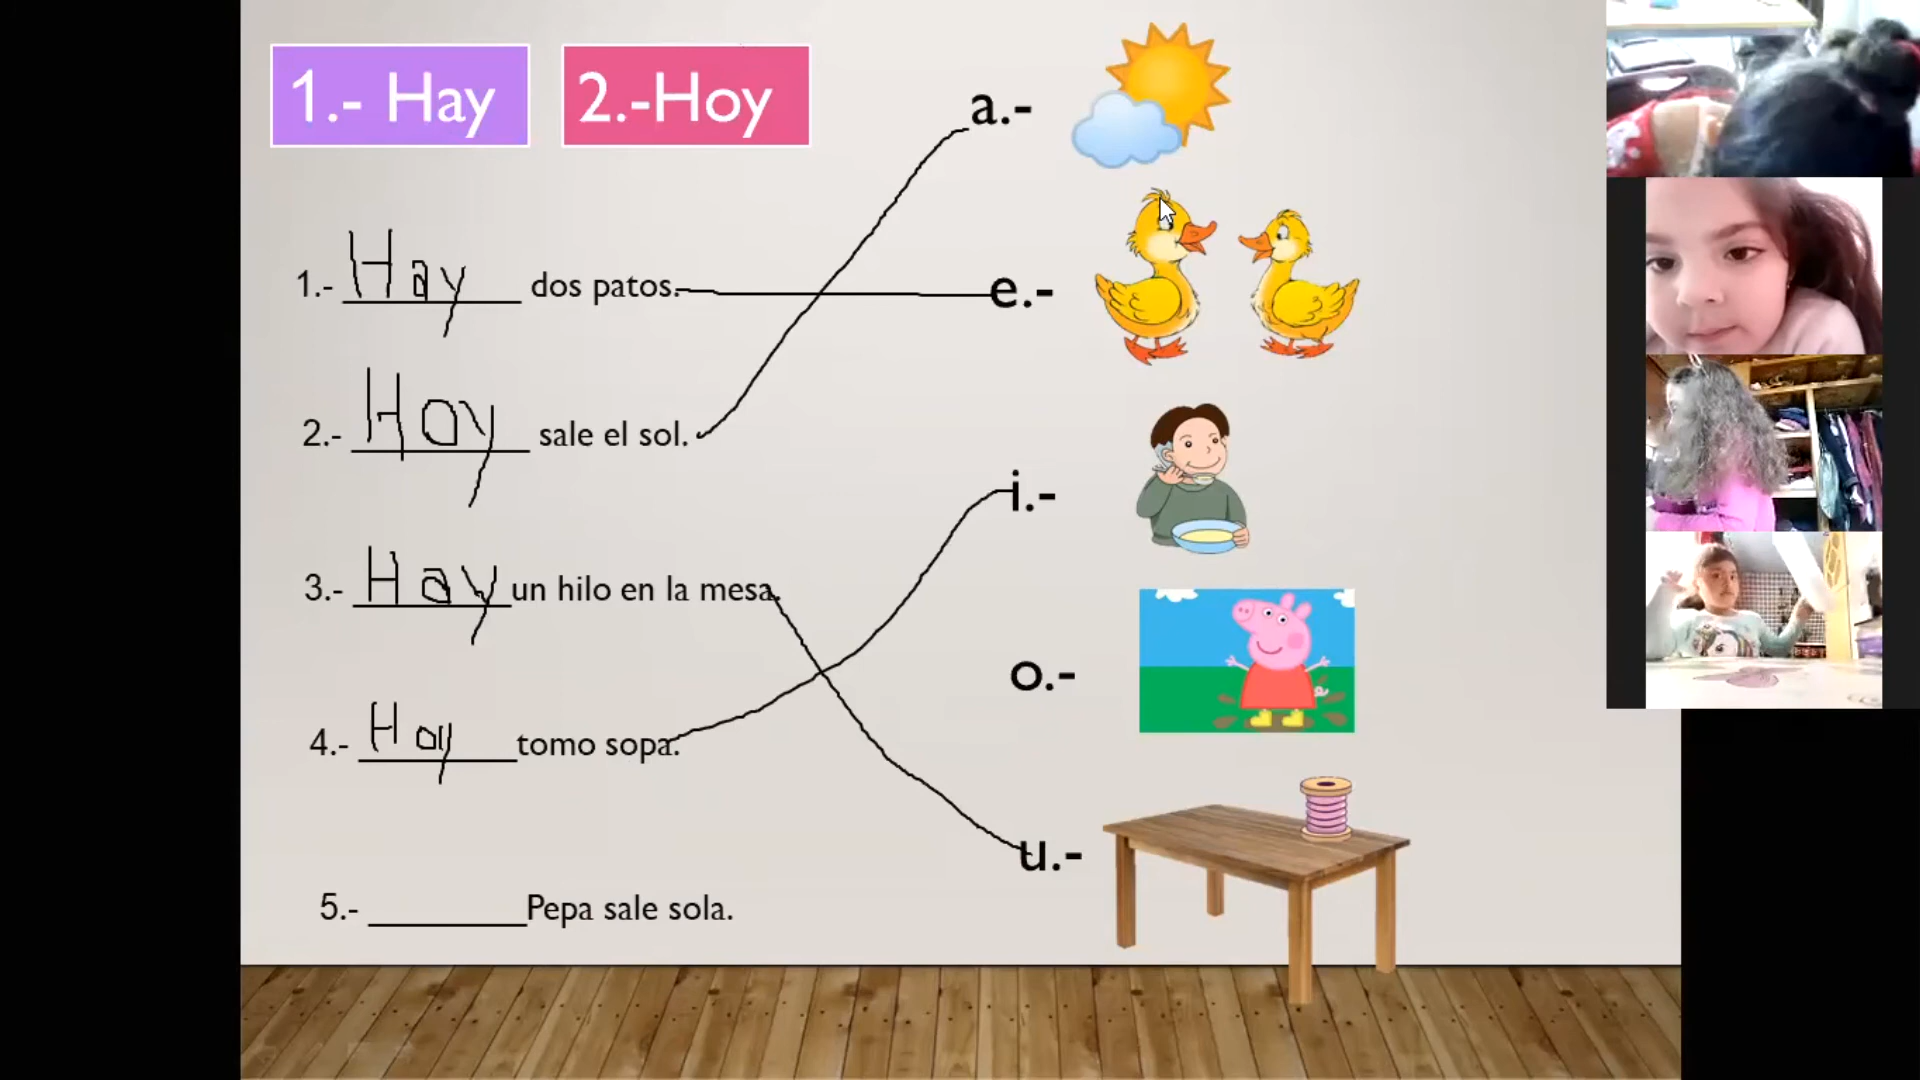 1.- Hay
2.-Hoy
1.- Hay dos patos.
2.- Hoy sale el sol.
3.- Hay un hilo en la mesa.
4.- Hoy tomo sopa.
5.- ________Pepa sale sola.
a.-
e.-
i.-
o.-
u.-